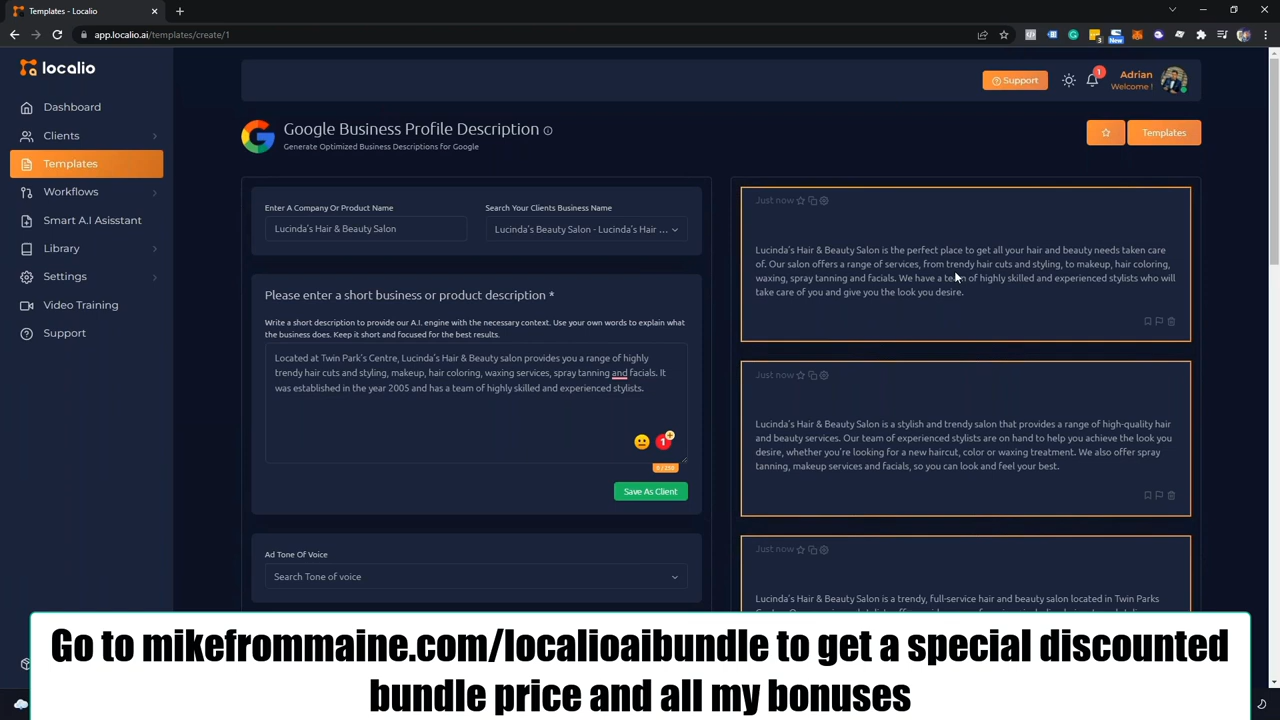 Templates - Localio
app.localio.ai/templates/create/1
New
localio
Support
1
Adrian
Welcome !
Dashboard
Clients
Templates
Workflows
Smart A.I Asisstant
Library
Settings
Video Training
Support
Google Business Profile Description
Generate Optimized Business Descriptions for Google
Templates
Enter A Company Or Product Name
Search Your Clients Business Name
Lucinda's Hair & Beauty Salon
Lucinda's Beauty Salon - Lucinda's Hair ...
Please enter a short business or product description *
Write a short description to provide our A.I. engine with the necessary context. Use your own words to explain what
the business does. Keep it short and focused for the best results.
Located at Twin Park's Centre, Lucinda's Hair & Beauty salon provides you a range of highly
trendy hair cuts and styling, makeup, hair coloring, waxing services, spray tanning and facials. It
was established in the year 2005 and has a team of highly skilled and experienced stylists.
1
Save As Client
Ad Tone Of Voice
Search Tone of voice
Just now
Lucinda's Hair & Beauty Salon is the perfect place to get all your hair and beauty needs taken care
of. Our salon offers a range of services, from trendy hair cuts and styling, to makeup, hair coloring,
waxing, spray tanning and facials. We have a team of highly skilled and experienced stylists who will
take care of you and give you the look you desire.
Just now
Lucinda's Hair & Beauty Salon is a stylish and trendy salon that provides a range of high-quality hair
and beauty services. Our team of experienced stylists are on hand to help you achieve the look you
desire, whether you're looking for a new haircut, color or waxing treatment. We also offer spray
tanning, makeup services and facials, so you can look and feel your best.
Just now
Lucinda's Hair & Beauty Salon is a trendy, full-service hair and beauty salon located in Twin Parks
Go to mikefrommaine.com/localioaibundle to get a special discounted
bundle price and all my bonuses